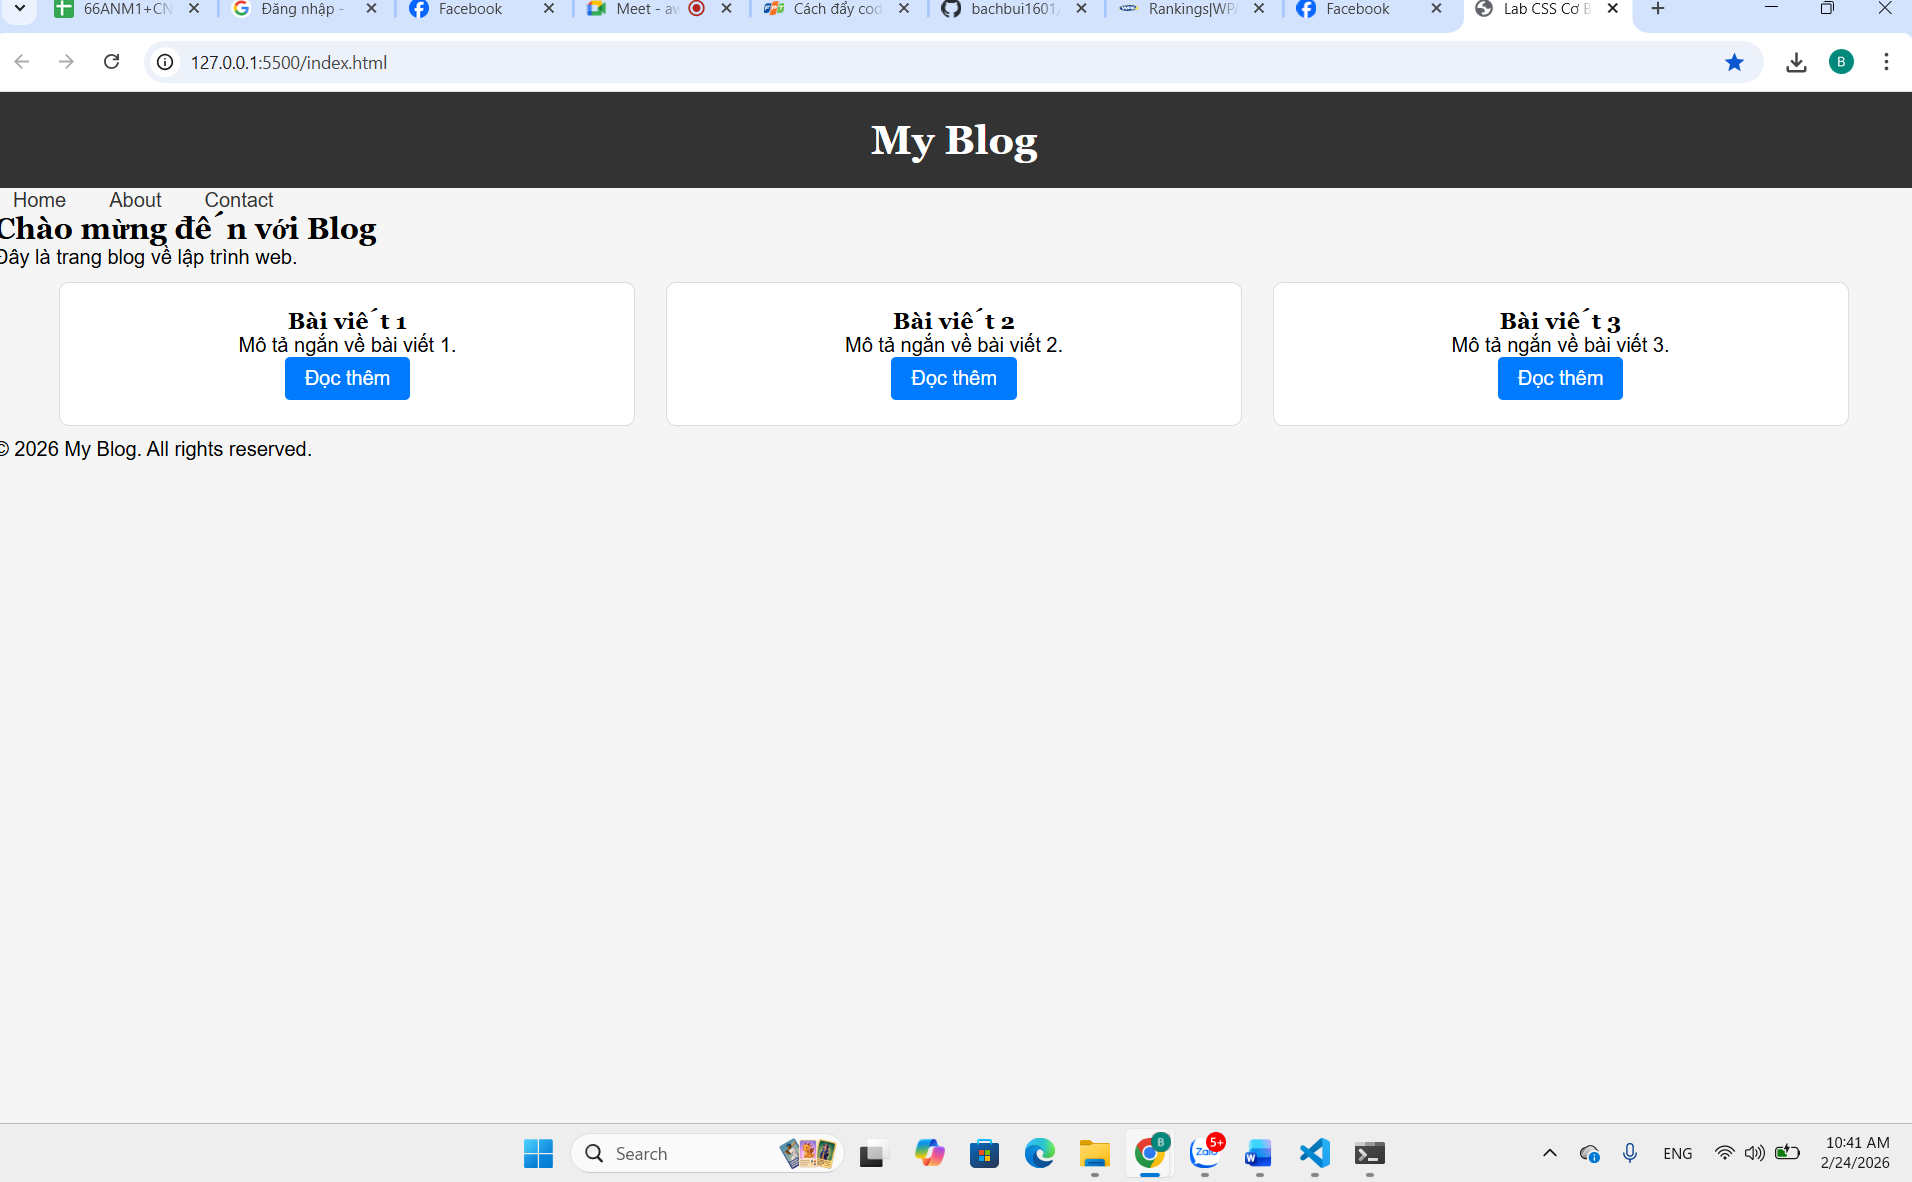 66ANM1+CN
Đăng nhập -
Facebook
Meet - aw
Cách đẩy cod
bachbui1601/
Rankings|WP
Facebook
Lab CSS Cơ B
127.0.0.1:5500/index.html
B
My Blog
Home About Contact
Chào mừng đến với Blog
Đây là trang blog về lập trình web.
Bài viết 1
Mô tả ngắn về bài viết 1.
Đọc thêm
Bài viết 2
Mô tả ngắn về bài viết 2.
Đọc thêm
Bài viết 3
Mô tả ngắn về bài viết 3.
Đọc thêm
© 2026 My Blog. All rights reserved.
Search
B
5+
Zalo
W
ENG
10:41 AM
2/24/2026